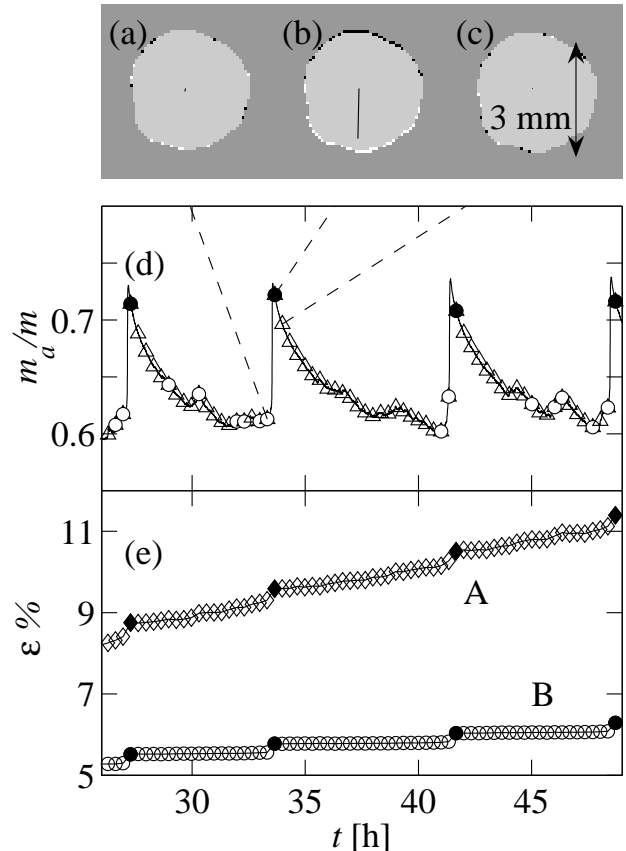 (a) (b) (c)
3 mm
(d)
m_a/m
0.7
0.6
(e)
ε %
11
9
7
5
A
B
30 35 40 45
t [h]